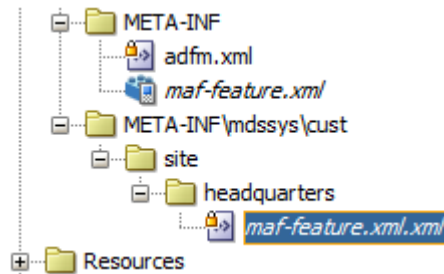 META-INF
adfm.xml
maf-feature.xml
META-INF\mdssys\cust
site
headquarters
maf-feature.xml.xml
Resources